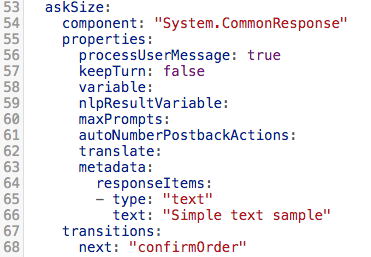 53 askSize:
54 component: "System.CommonResponse"
55 properties:
56 processUserMessage: true
57 keepTurn: false
58 variable:
59 nlpResultVariable:
60 maxPrompts:
61 autoNumberPostbackActions:
62 translate:
63 metadata:
64 responseItems:
65 - type: "text"
66 text: "Simple text sample"
67 transitions:
68 next: "confirmOrder"